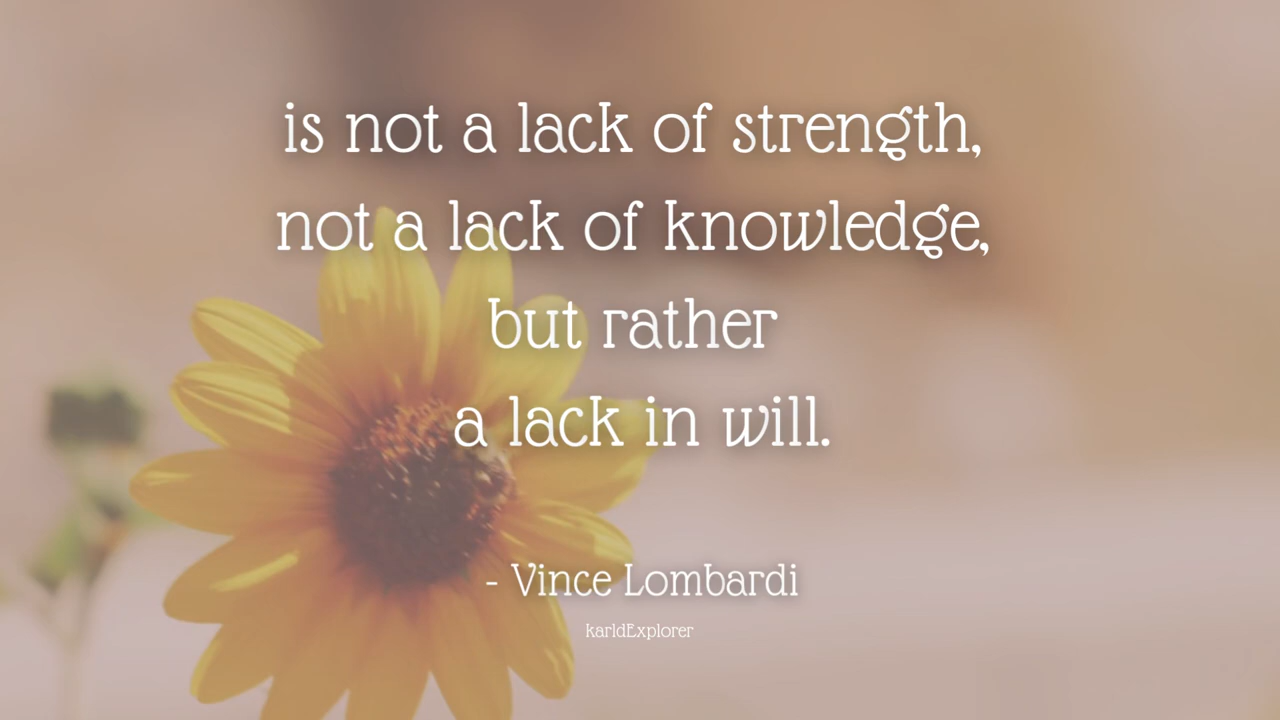 is not a lack of strength,
not a lack of knowledge,
but rather
a lack in will.
- Vince Lombardi
karldExplorer